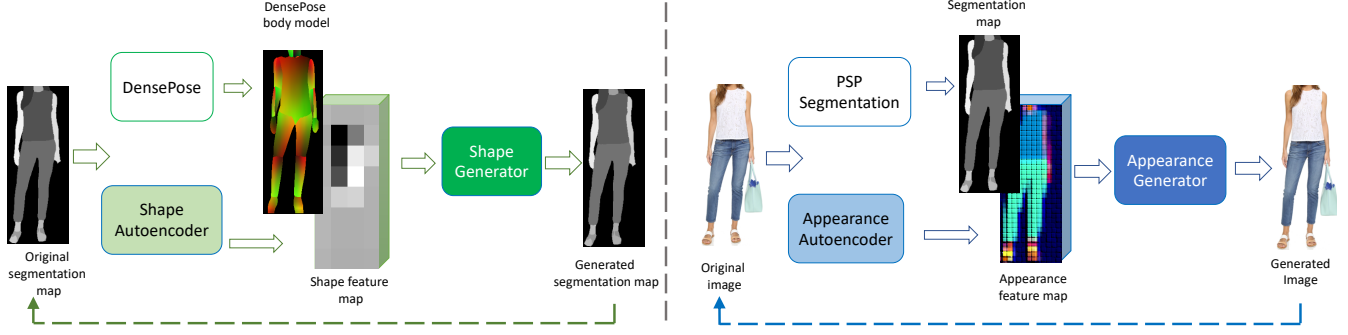 DensePose
body model
DensePose
Shape
Autoencoder
Shape
Generator
Original
segmentation
map
Shape feature
map
Generated
segmentation map
Segmentation
map
PSP
Segmentation
Appearance
Autoencoder
Appearance
Generator
Original
image
Appearance
feature map
Generated
Image